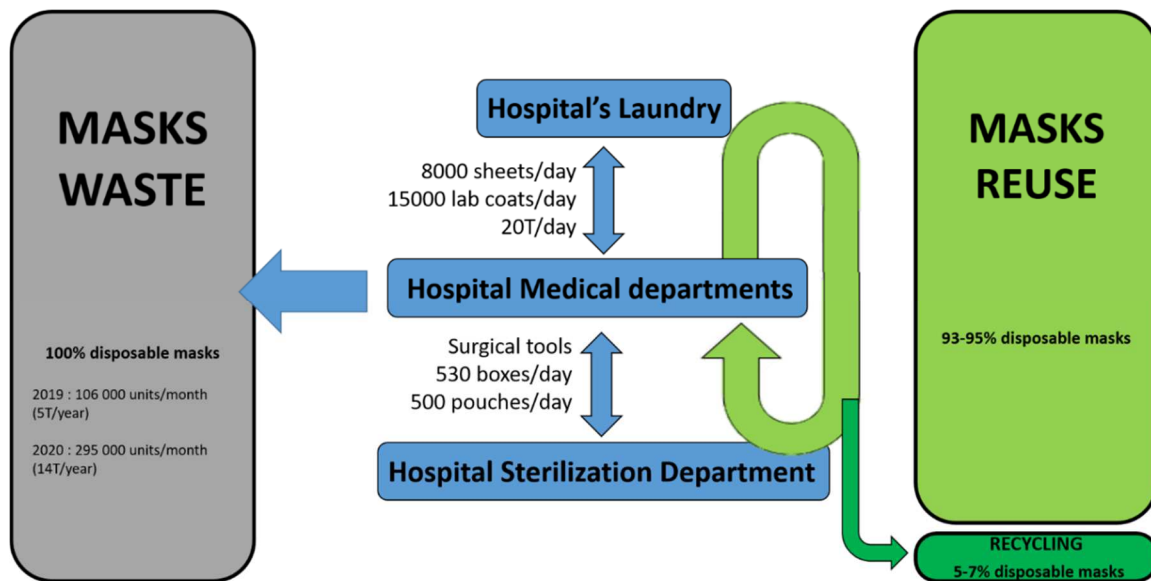 MASKS
WASTE
100% disposable masks
2019 : 106 000 units/month
(5T/year)
2020 : 295 000 units/month
(14T/year)
Hospital's Laundry
8000 sheets/day
15000 lab coats/day
20T/day
Hospital Medical departments
Surgical tools
530 boxes/day
500 pouches/day
Hospital Sterilization Department
MASKS
REUSE
93-95% disposable masks
RECYCLING
5-7% disposable masks